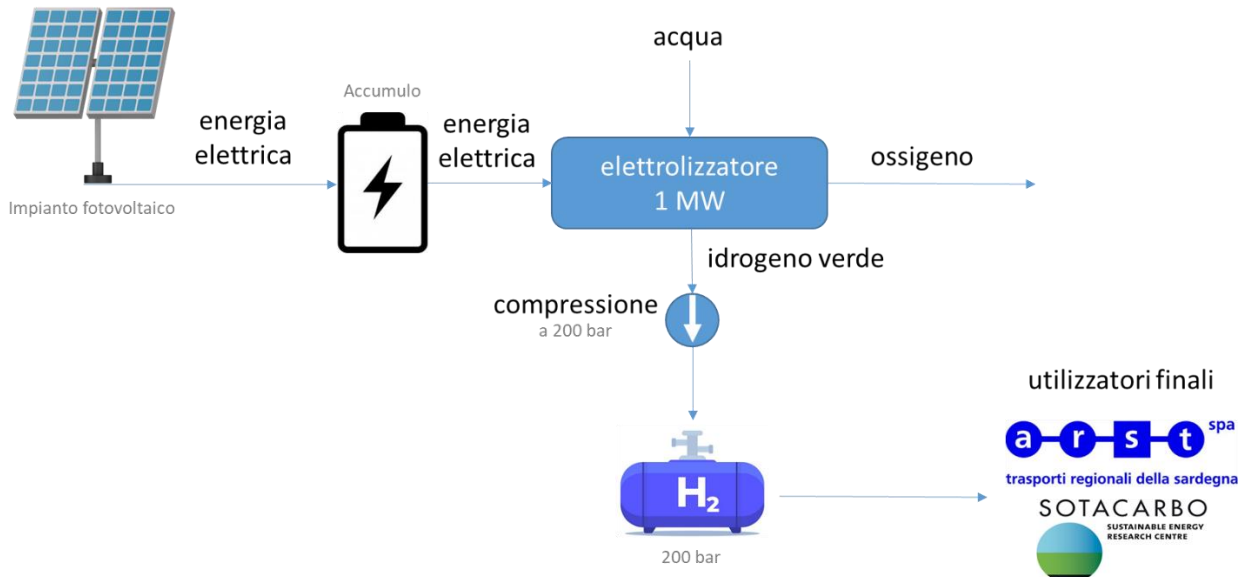 acqua
Accumulo
energia
elettrica
energia
elettrica
elettrolizzatore
1 MW
ossigeno
Impianto fotovoltaico
idrogeno verde
compressione
a 200 bar
utilizzatori finali
a r s t spa
trasporti regionali della sardegna
H₂
SOTACARBO
SUSTAINABLE ENERGY
RESEARCH CENTRE
200 bar